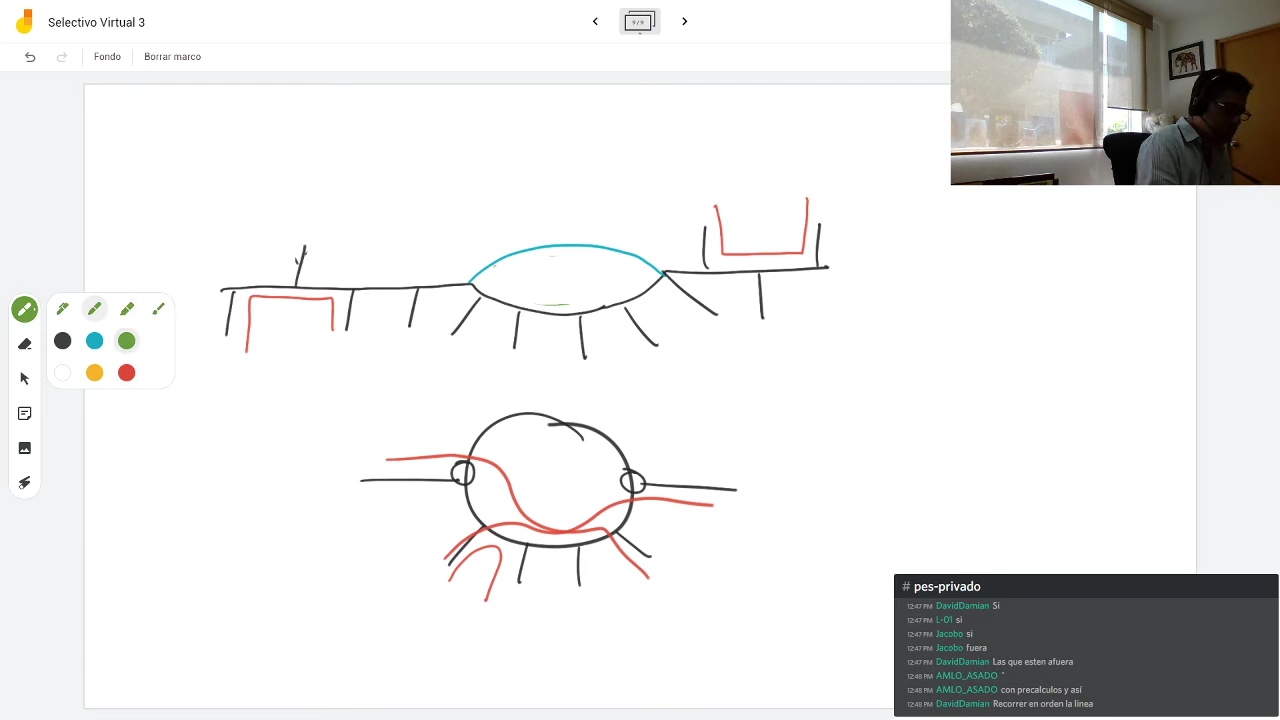 Selectivo Virtual 3
9/9
Fondo
Borrar marco
# pes-privado
12:47 PM DavidDamian Si
12:47 PM L-01 si
12:47 PM Jacobo si
12:47 PM Jacobo fuera
12:47 PM DavidDamian Las que esten afuera
12:48 PM AMLO_ASADO ˆ
12:48 PM AMLO_ASADO con precalculos y así
12:48 PM DavidDamian Recorrer en orden la linea